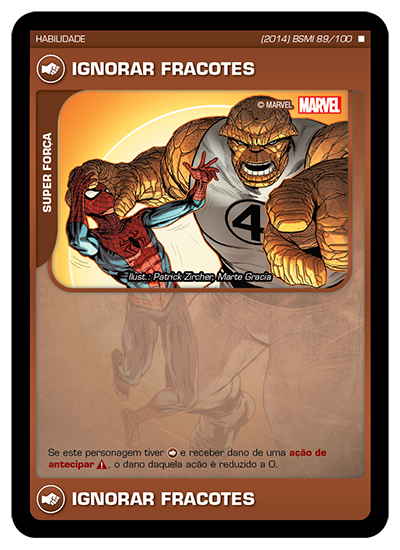 HABILIDADE
(2014) BSMI 89/100
IGNORAR FRACOTES
© MARVEL MARVEL
SUPER FORÇA
4
Ilust.: Patrick Zircher, Marte Gracia
Se este personagem tiver e receber dano de uma ação de
antecipar, o dano daquela ação é reduzido a 0.
IGNORAR FRACOTES